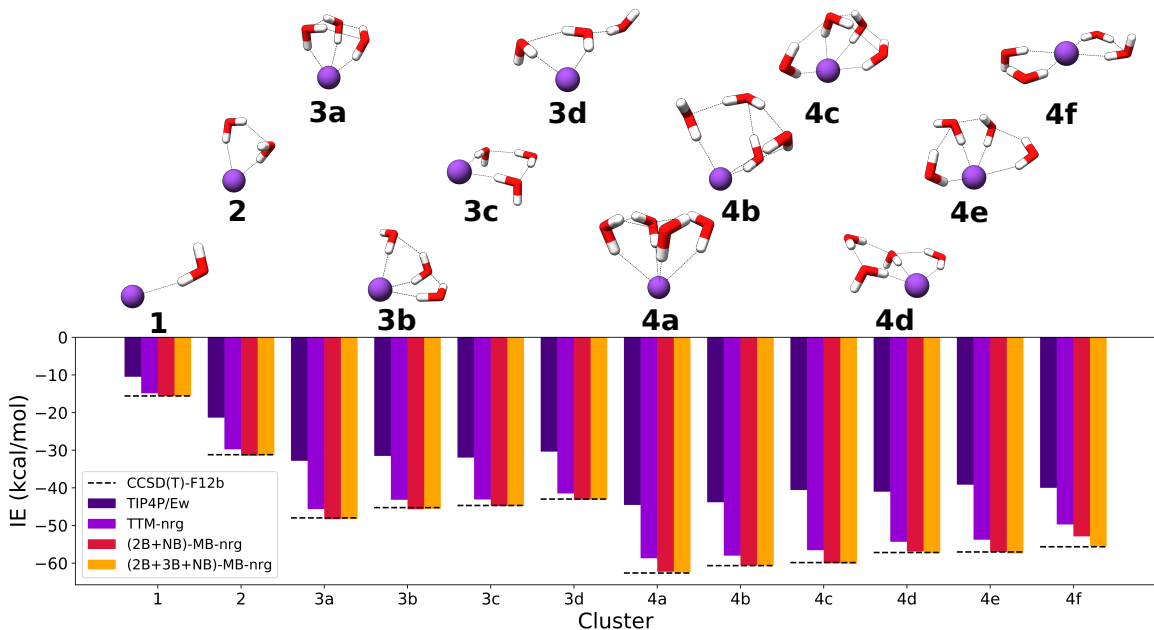 3a
3d
4c
4f
2
3c
4b
4e
1
3b
4a
4d
0
−10
−20
−30
−40
−50
−60
IE (kcal/mol)
CCSD(T)-F12b
TIP4P/Ew
TTM-nrg
(2B+NB)-MB-nrg
(2B+3B+NB)-MB-nrg
1 2 3a 3b 3c 3d 4a 4b 4c 4d 4e 4f
Cluster